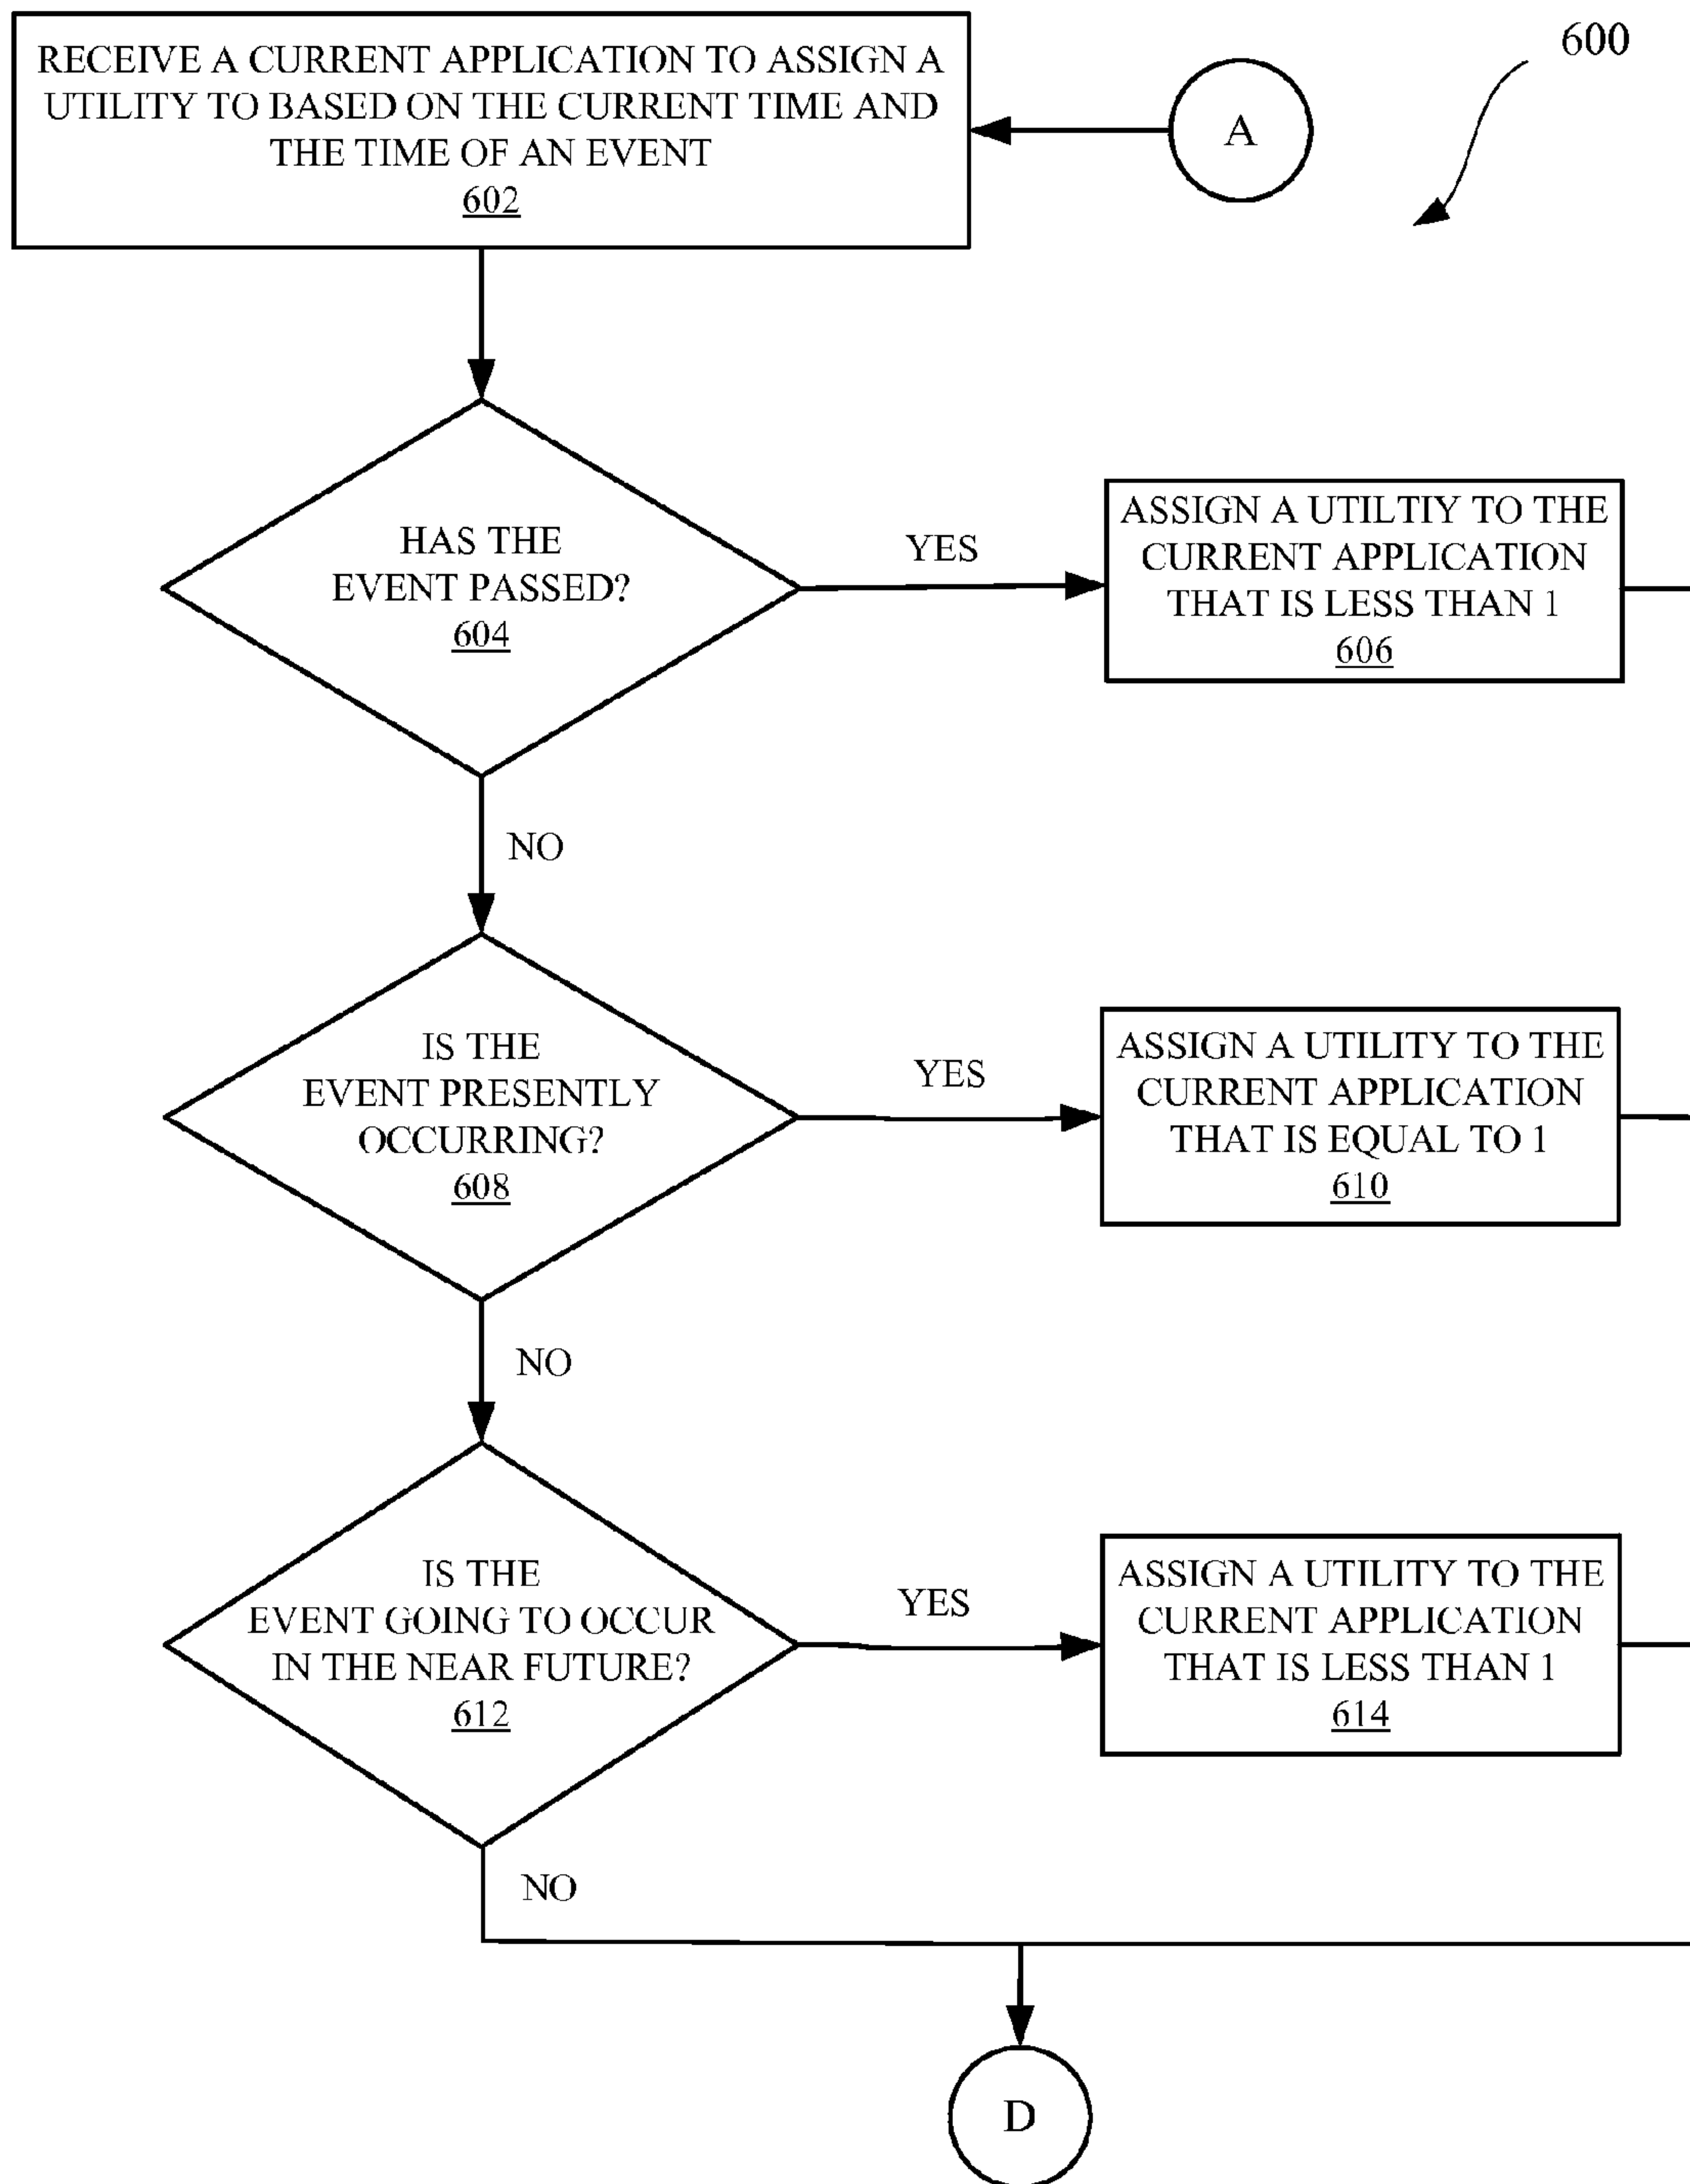 600
RECEIVE A CURRENT APPLICATION TO ASSIGN A
UTILITY TO BASED ON THE CURRENT TIME AND
THE TIME OF AN EVENT
602
A
HAS THE
EVENT PASSED?
604
YES
ASSIGN A UTILTIY TO THE
CURRENT APPLICATION
THAT IS LESS THAN 1
606
NO
IS THE
EVENT PRESENTLY
OCCURRING?
608
YES
ASSIGN A UTILITY TO THE
CURRENT APPLICATION
THAT IS EQUAL TO 1
610
NO
IS THE
EVENT GOING TO OCCUR
IN THE NEAR FUTURE?
612
YES
ASSIGN A UTILITY TO THE
CURRENT APPLICATION
THAT IS LESS THAN 1
614
NO
D